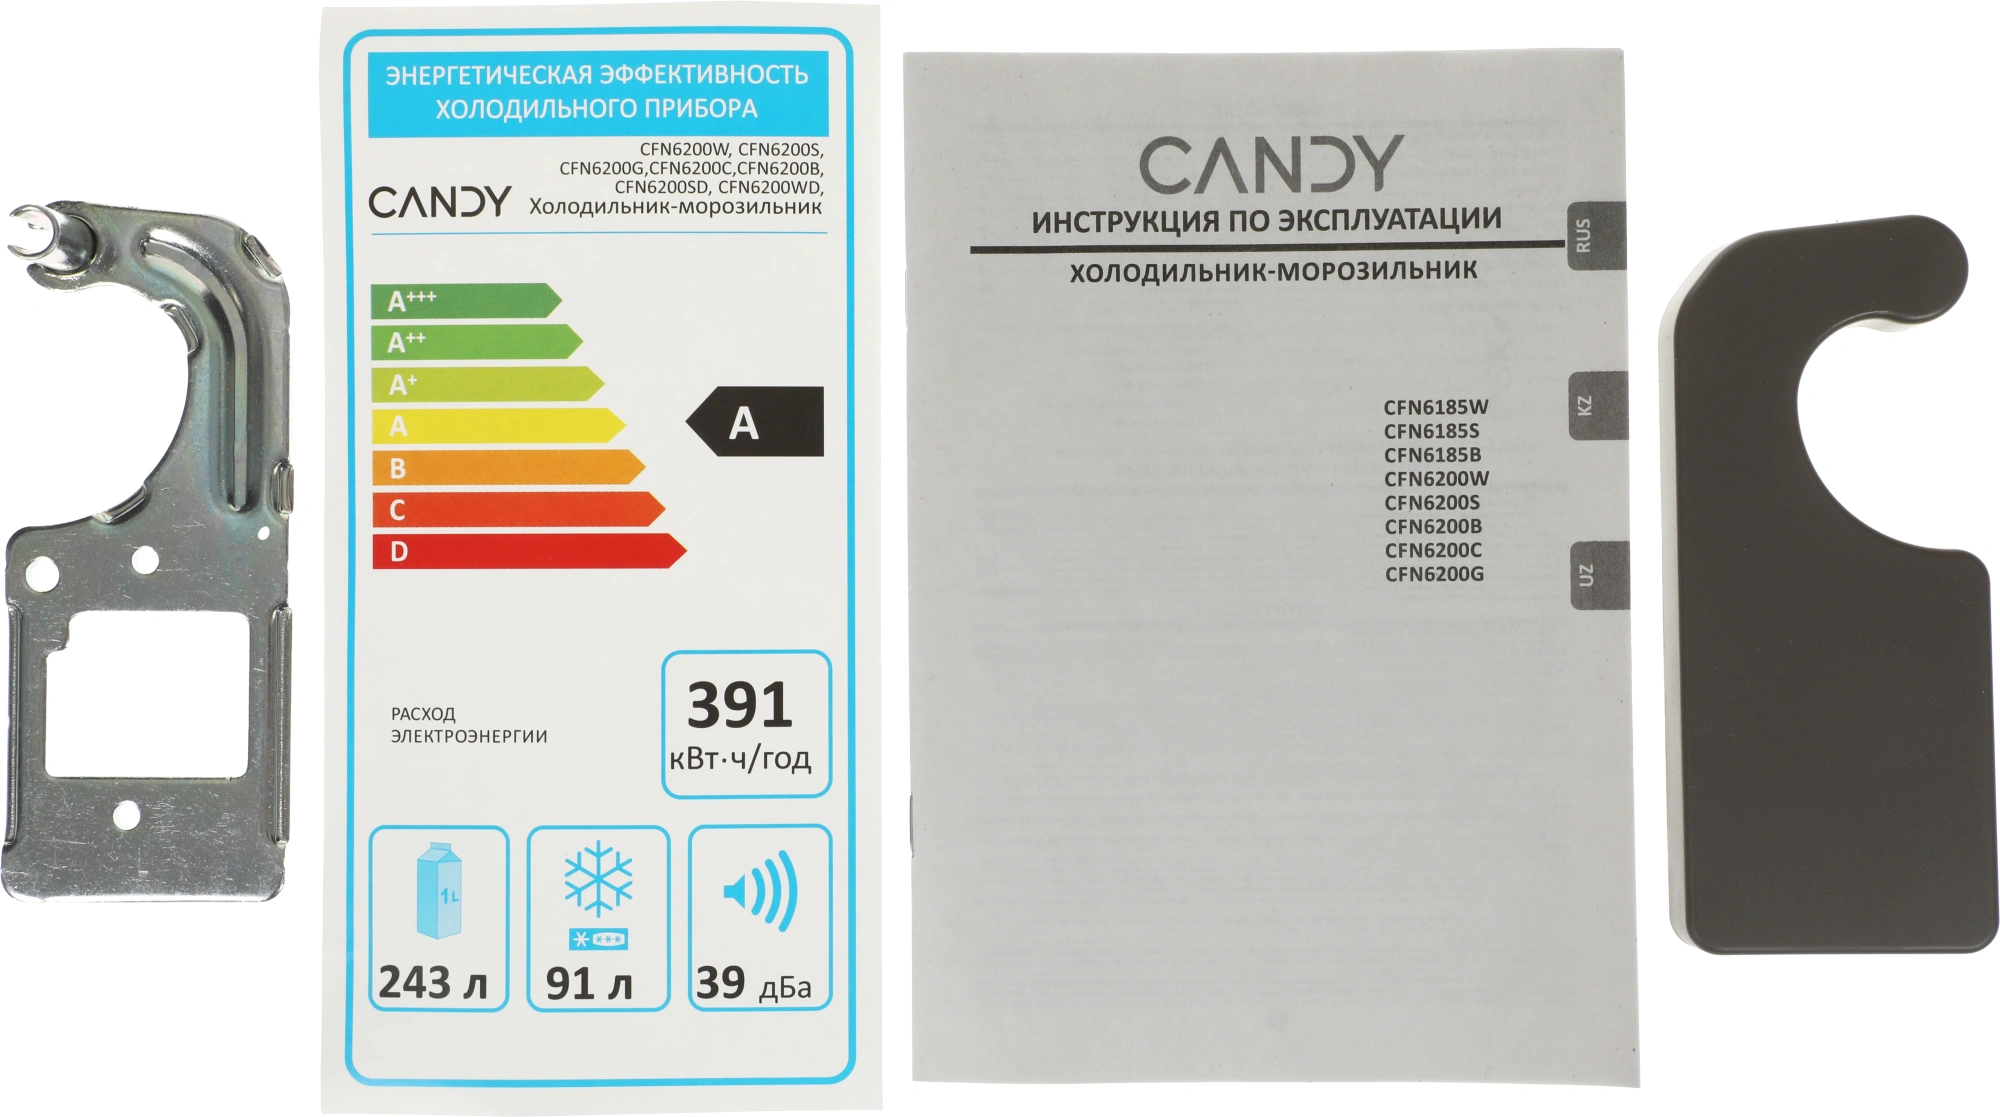 ЭНЕРГЕТИЧЕСКАЯ ЭФФЕКТИВНОСТЬ
ХОЛОДИЛЬНОГО ПРИБОРА
CFN6200W, CFN6200S,
CFN6200G,CFN6200C,CFN6200B,
CFN6200SD, CFN6200WD,
CANDY Холодильник-морозильник
A+++
A++
A+
A
B
C
D
A
РАСХОД
ЭЛЕКТРОЭНЕРГИИ
391
кВт·ч/год
1L
243 л
91 л
39 дБа
CANDY
ИНСТРУКЦИЯ ПО ЭКСПЛУАТАЦИИ
ХОЛОДИЛЬНИК-МОРОЗИЛЬНИК
RUS
KZ
UZ
CFN6185W
CFN6185S
CFN6185B
CFN6200W
CFN6200S
CFN6200B
CFN6200C
CFN6200G